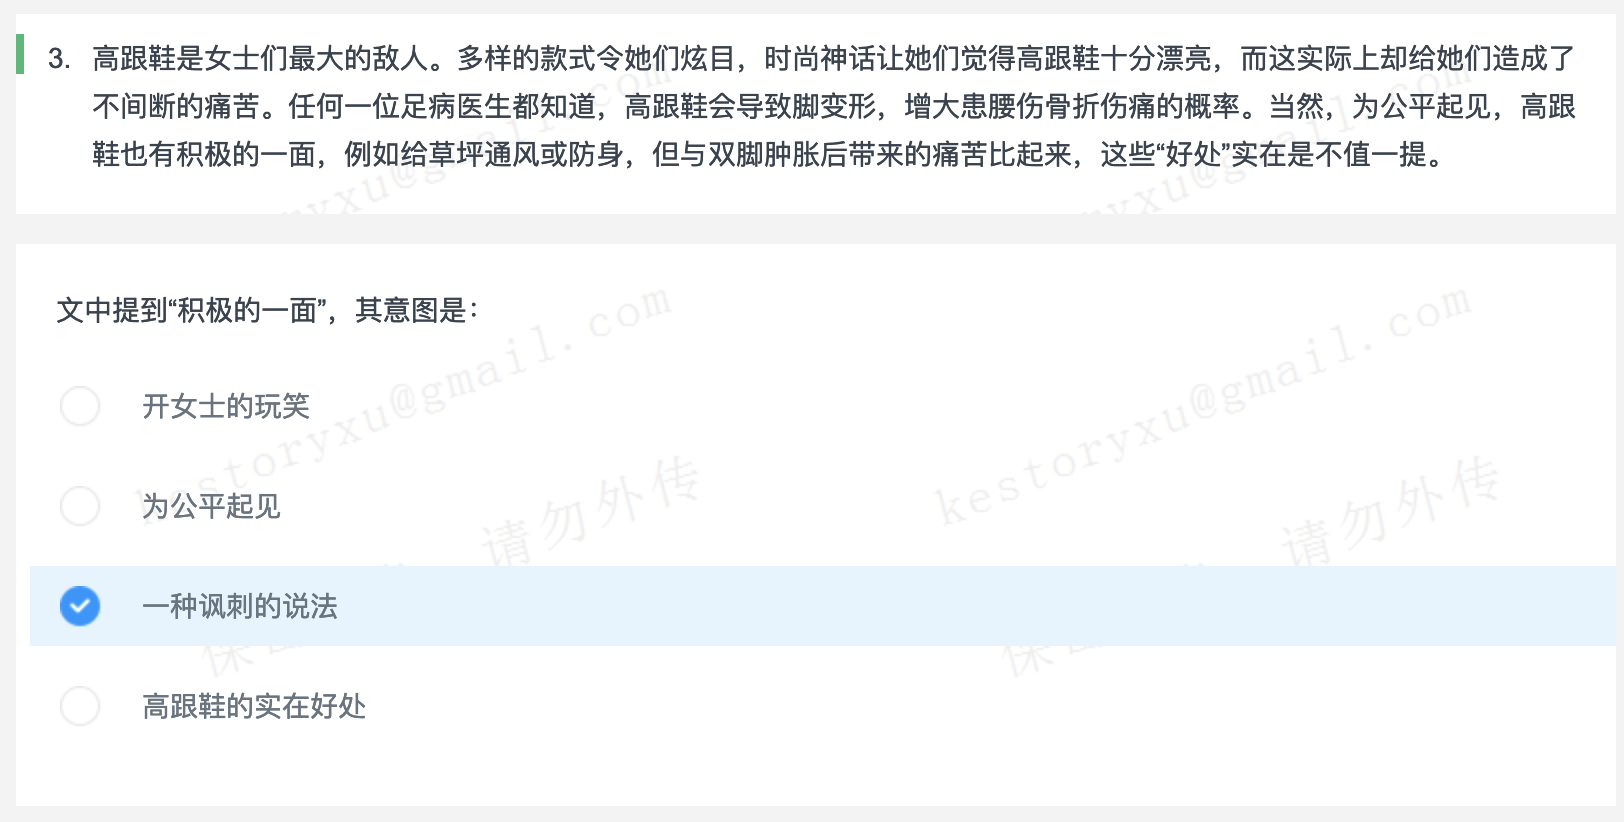 3. 高跟鞋是女士们最大的敌人。多样的款式令她们炫目，时尚神话让她们觉得高跟鞋十分漂亮，而这实际上却给她们造成了
不间断的痛苦。任何一位足病医生都知道，高跟鞋会导致脚变形，增大患腰伤骨折伤痛的概率。当然，为公平起见，高跟
鞋也有积极的一面，例如给草坪通风或防身，但与双脚肿胀后带来的痛苦比起来，这些“好处”实在是不值一提。
文中提到“积极的一面”，其意图是：
开女士的玩笑
为公平起见
一种讽刺的说法
高跟鞋的实在好处
kestoryxu@gmail.com
kestoryxu@gmail.com
请勿外传
请勿外传